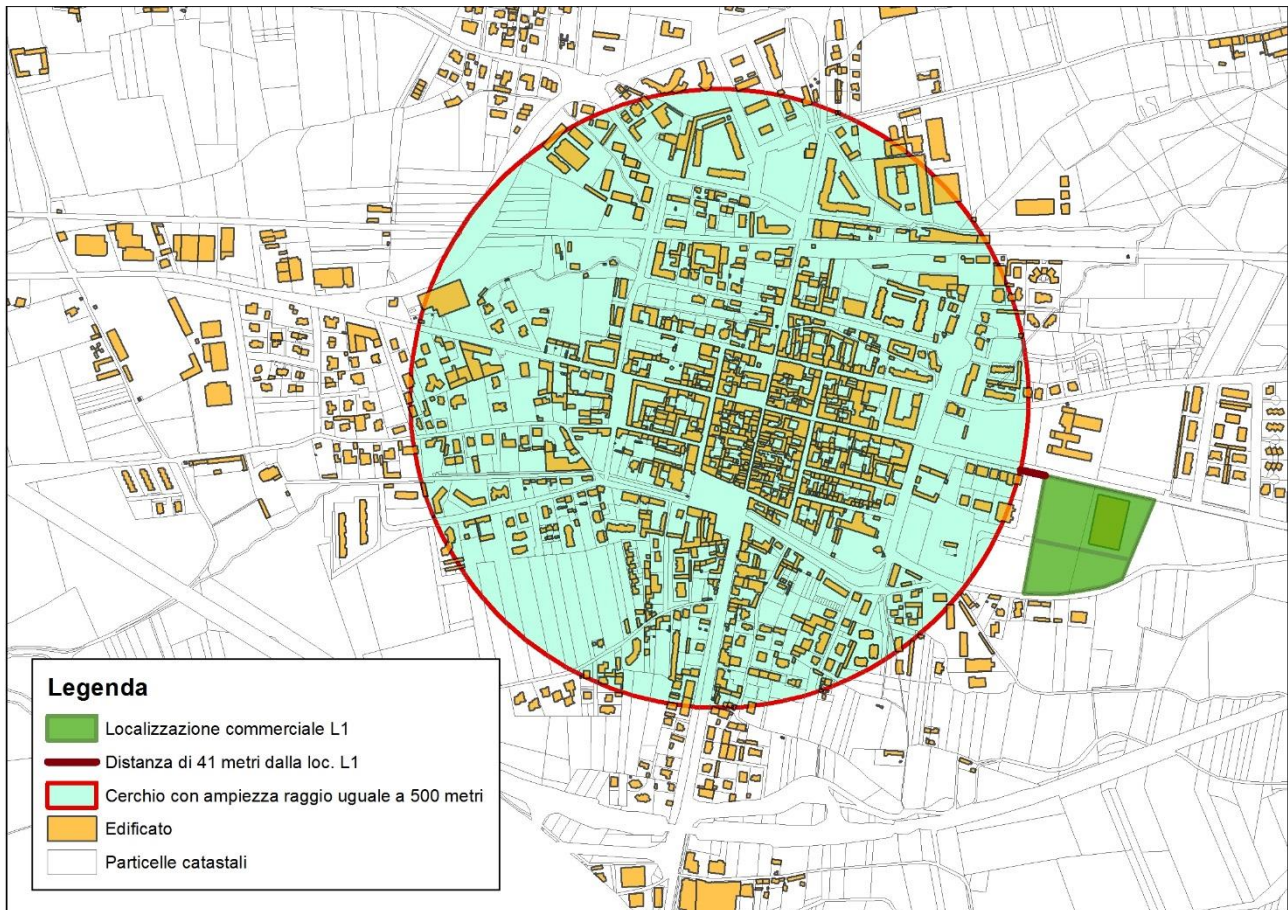 Legenda
Localizzazione commerciale L1
Distanza di 41 metri dalla loc. L1
Cerchio con ampiezza raggio uguale a 500 metri
Edificato
Particelle catastali